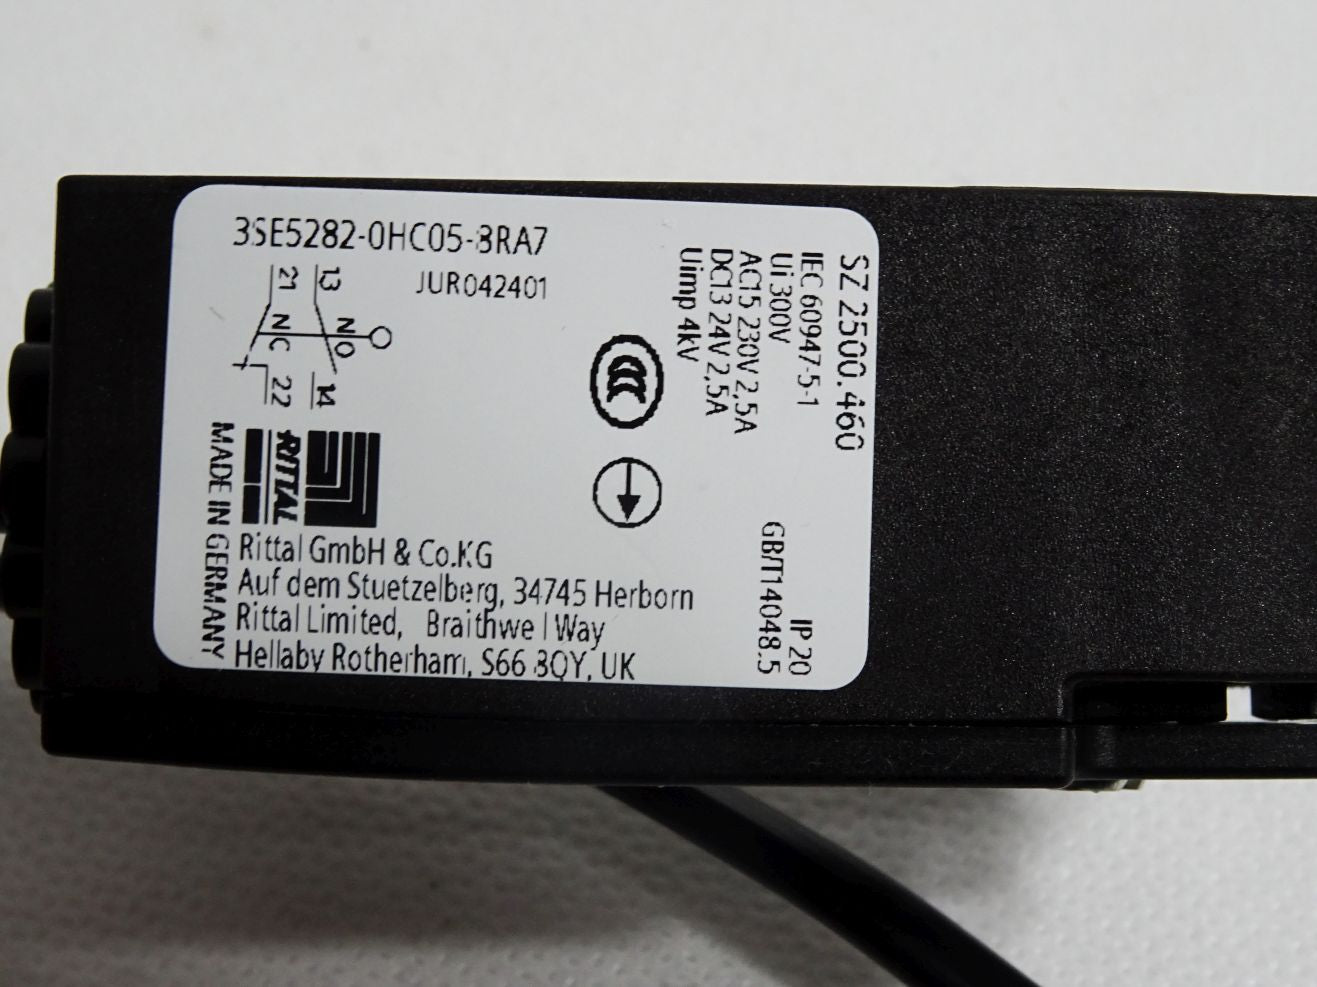 3SE5282-0HC05-3RA7
JUR042401
21
13
NC
NO
22
14
RITTAL
MADE IN GERMANY
Rittal GmbH & Co.KG
Auf dem Stuetzelberg, 34745 Herborn
Rittal Limited, Braithwell Way
Hellaby Rotherham, S66 8QY, UK
SZ 2500.460
IEC 60947-5-1
Ui 300V
AC15 230V 2,5A
DC13 24V 2,5A
Uimp 4kV
CCC
IP 20
GB/T14048.5